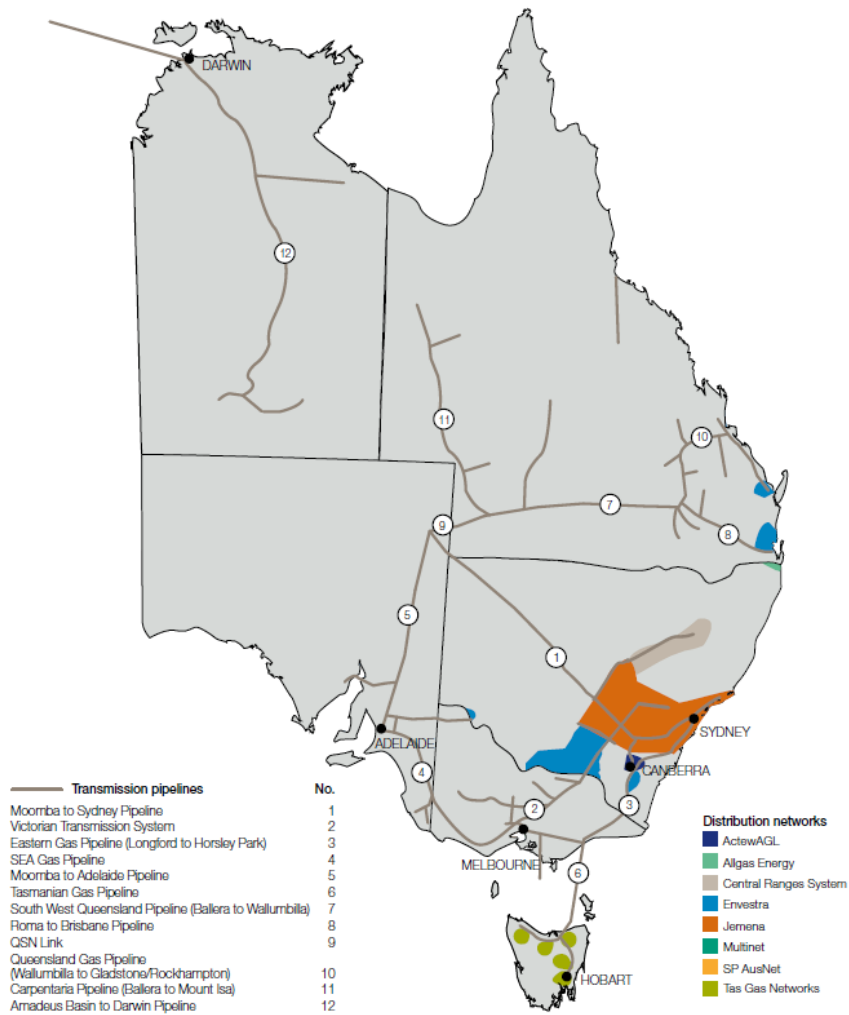 DARWIN
12
11
10
7
9
8
5
1
SYDNEY
ADELAIDE
CANBERRA
4
3
2
MELBOURNE
6
HOBART
Transmission pipelines No.
Moomba to Sydney Pipeline 1
Victorian Transmission System 2
Eastern Gas Pipeline (Longford to Horsley Park) 3
SEA Gas Pipeline 4
Moomba to Adelaide Pipeline 5
Tasmanian Gas Pipeline 6
South West Queensland Pipeline (Ballera to Wallumbilla) 7
Roma to Brisbane Pipeline 8
QSN Link 9
Queensland Gas Pipeline
(Wallumbilla to Gladstone/Rockhampton) 10
Carpentaria Pipeline (Ballera to Mount Isa) 11
Amadeus Basin to Darwin Pipeline 12
Distribution networks
ActewAGL
Allgas Energy
Central Ranges System
Envestra
Jemena
Multinet
SP AusNet
Tas Gas Networks